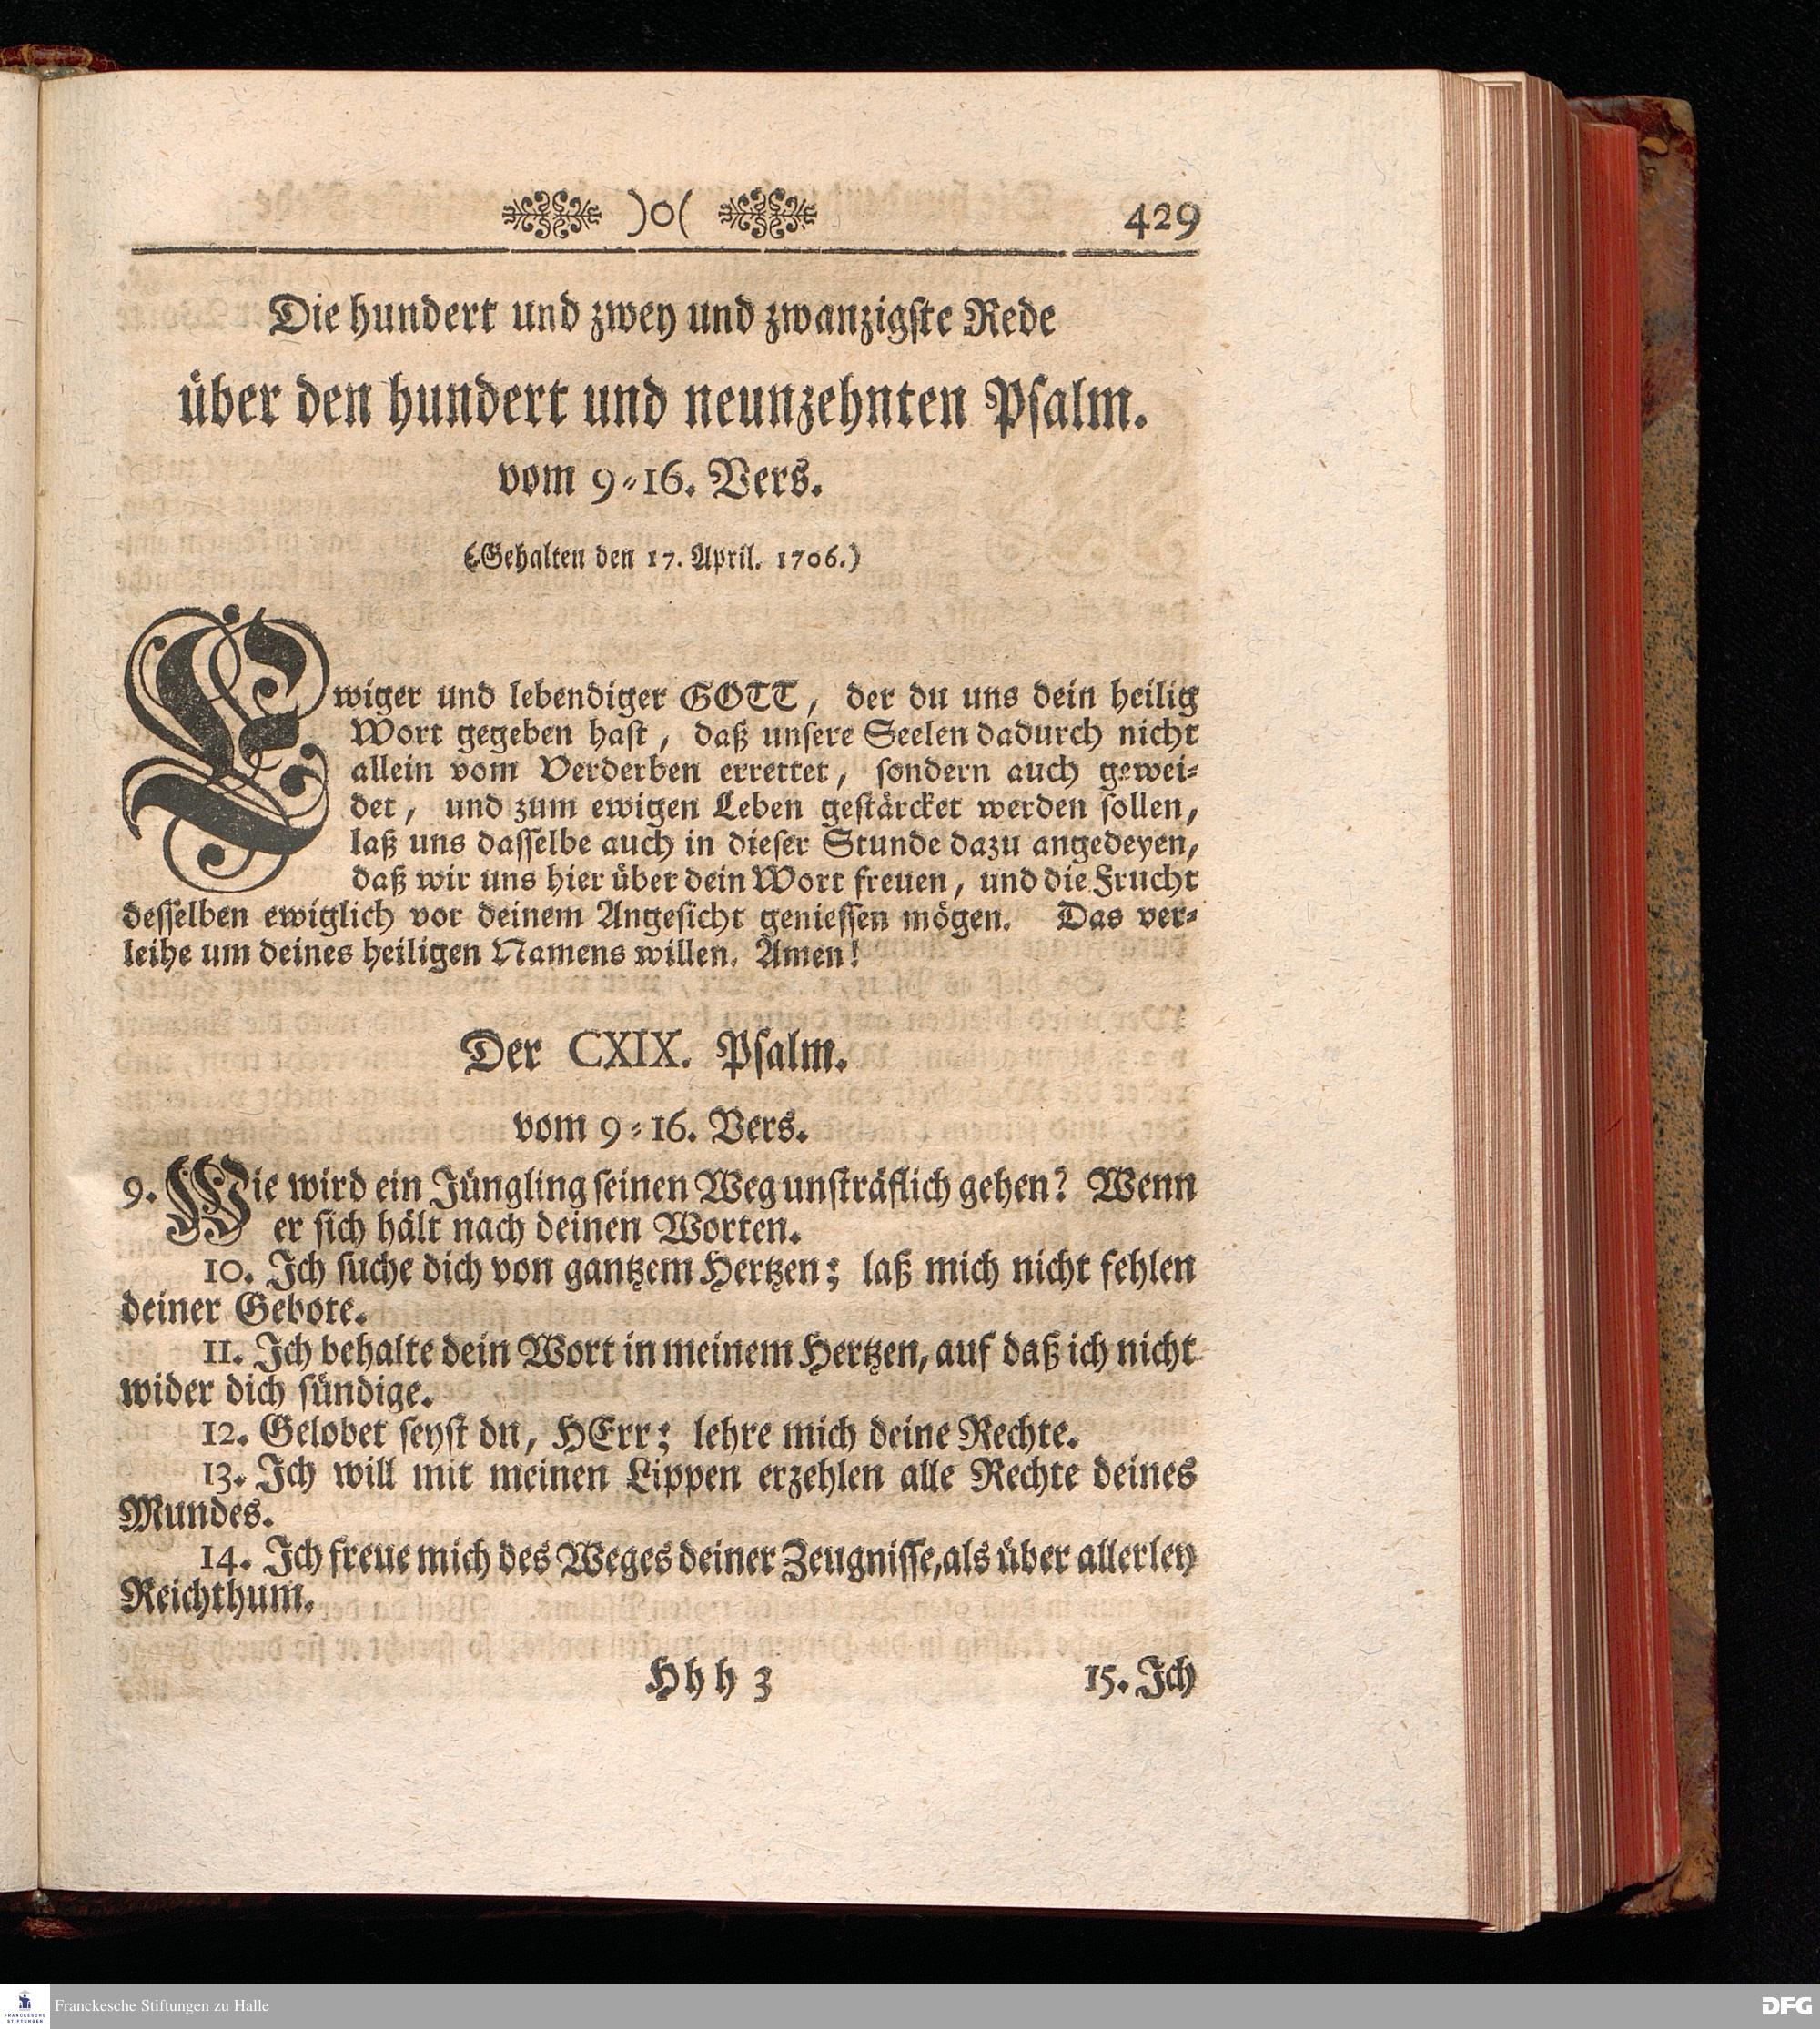 )o( 429
Die hundert und zwey und zwanzigſte Rede
über den hundert und neunzehnten Pſalm.
vom 9-16. Vers.
(Gehalten den 17. April. 1706.)
Ewiger und lebendiger GOTT, der du uns dein heilig
Wort gegeben haſt, daß unſere Seelen dadurch nicht
allein vom Verderben errettet, ſondern auch gewei-
det, und zum ewigen Leben geſtärcket werden ſollen,
laß uns daſſelbe auch in dieſer Stunde dazu angedeyen,
daß wir uns hier über dein Wort freuen, und die Frucht
deſſelben ewiglich vor deinem Angeſicht genieſſen mögen. Das ver-
leihe um deines heiligen Namens willen. Amen!
Der CXIX. Pſalm.
vom 9-16. Vers.
9. Wie wird ein Jüngling ſeinen Weg unſträflich gehen? Wenn
er ſich hält nach deinen Worten.
10. Ich ſuche dich von gantzem Hertzen; laß mich nicht fehlen
deiner Gebote.
11. Ich behalte dein Wort in meinem Hertzen, auf daß ich nicht
wider dich ſündige.
12. Gelobet ſeyſt dn, HErr; lehre mich deine Rechte.
13. Ich will mit meinen Lippen erzehlen alle Rechte deines
Mundes.
14. Ich freue mich des Weges deiner Zeugniſſe, als über allerley
Reichthum.
Hhh 3 15. Ich
FRANCKESCHE STIFTUNGEN
Franckesche Stiftungen zu Halle
DFG